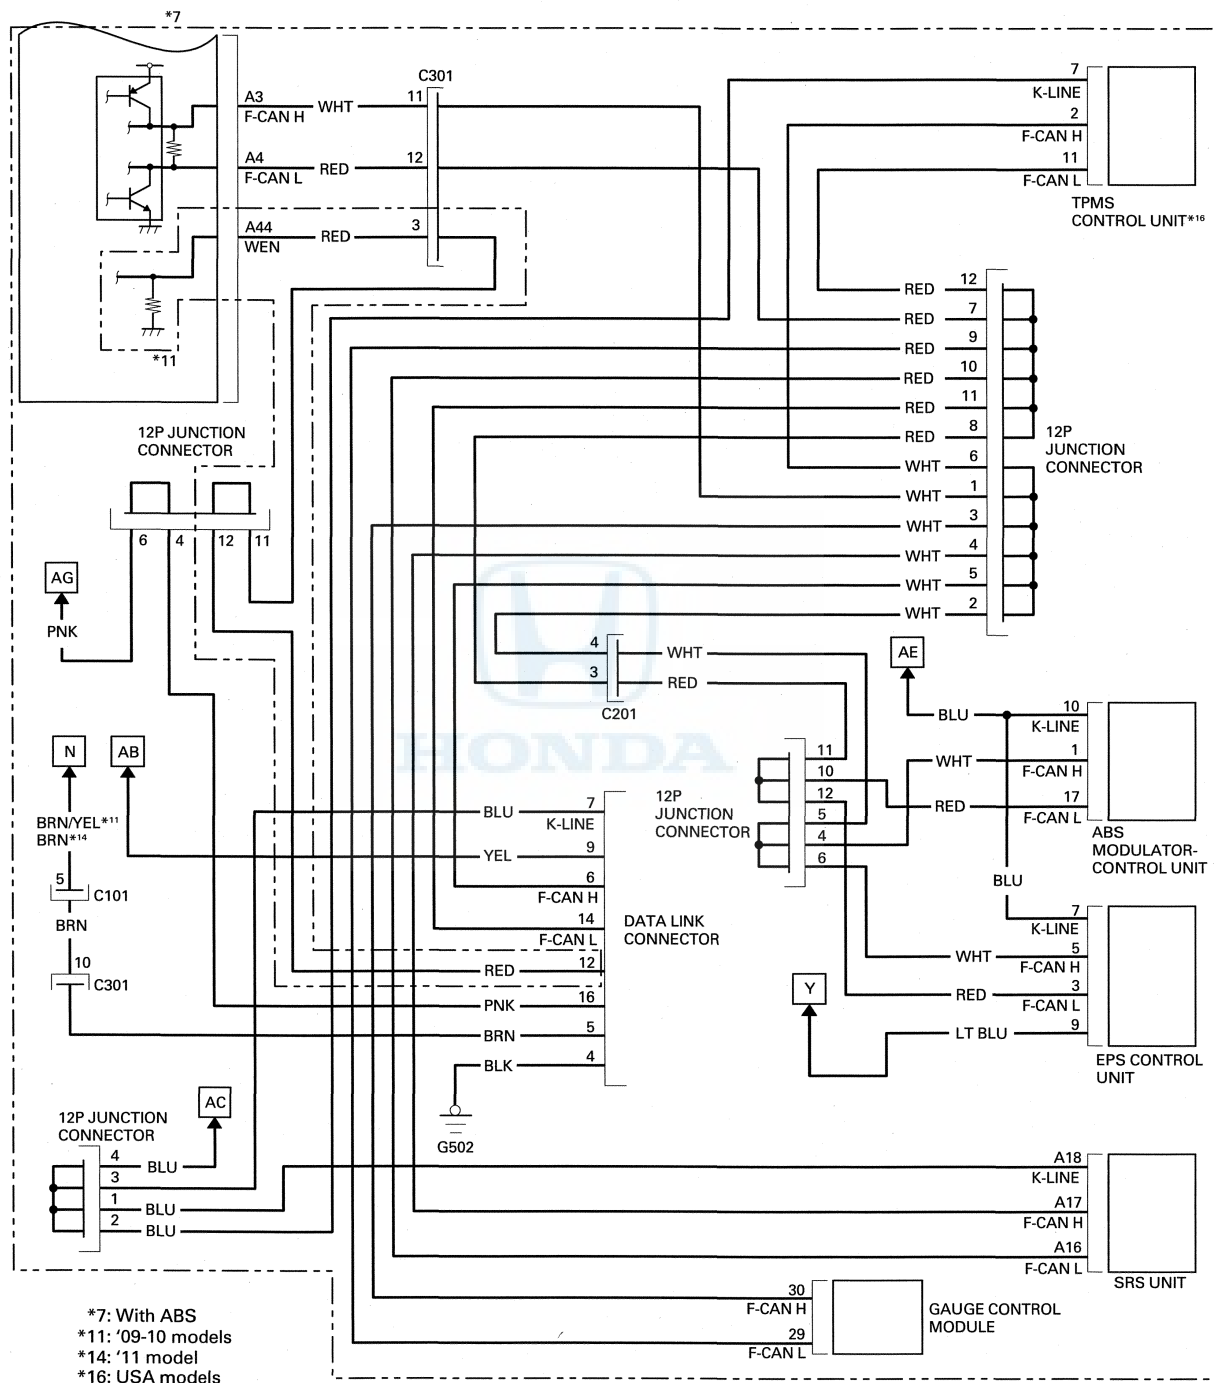 *7
C301
A3
F-CAN H
WHT
11
A4
F-CAN L
RED
12
A44
WEN
RED
3
*11
7
K-LINE
2
F-CAN H
11
F-CAN L
TPMS
CONTROL UNIT*16
RED 12
RED 7
RED 9
RED 10
RED 11
RED 8
WHT 6
WHT 1
WHT 3
WHT 4
WHT 5
WHT 2
12P
JUNCTION
CONNECTOR
12P JUNCTION
CONNECTOR
6 4 12 11
AG
PNK
4 WHT
3 RED
C201
AE
BLU
10
K-LINE
WHT
1
F-CAN H
RED
17
F-CAN L
ABS
MODULATOR-
CONTROL UNIT
HONDA
N
AB
BRN/YEL*11
BRN*14
5
C101
BRN
10
C301
12P
JUNCTION
CONNECTOR
11
10
12
5
4
6
BLU
7
K-LINE
YEL
9
6
F-CAN H
14
F-CAN L
RED 12
PNK 16
BRN 5
BLK 4
DATA LINK
CONNECTOR
G502
BLU
7
K-LINE
WHT
5
F-CAN H
RED
3
F-CAN L
LT BLU
9
Y
EPS CONTROL
UNIT
AC
12P JUNCTION
CONNECTOR
4 BLU
3
1 BLU
2 BLU
A18
K-LINE
A17
F-CAN H
A16
F-CAN L
SRS UNIT
30
F-CAN H
29
F-CAN L
GAUGE CONTROL
MODULE
*7: With ABS
*11: '09-10 models
*14: '11 model
*16: USA models